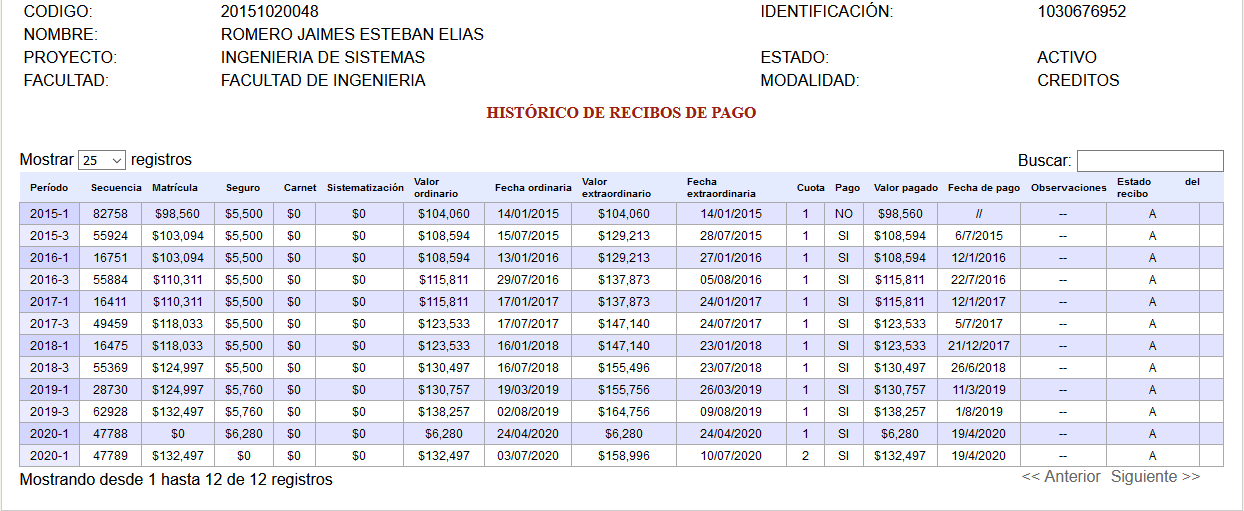 CODIGO: 20151020048 IDENTIFICACIÓN: 1030676952
NOMBRE: ROMERO JAIMES ESTEBAN ELIAS
PROYECTO: INGENIERIA DE SISTEMAS ESTADO: ACTIVO
FACULTAD: FACULTAD DE INGENIERIA MODALIDAD: CREDITOS
HISTÓRICO DE RECIBOS DE PAGO
Mostrar 25 registros Buscar:
Período Secuencia Matrícula Seguro Carnet Sistematización Valor ordinario Fecha ordinaria Valor extraordinario Fecha extraordinaria Cuota Pago Valor pagado Fecha de pago Observaciones Estado del recibo
2015-1 82758 $98,560 $5,500 $0 $0 $104,060 14/01/2015 $104,060 14/01/2015 1 NO $98,560 // -- A
2015-3 55924 $103,094 $5,500 $0 $0 $108,594 15/07/2015 $129,213 28/07/2015 1 SI $108,594 6/7/2015 -- A
2016-1 16751 $103,094 $5,500 $0 $0 $108,594 13/01/2016 $129,213 27/01/2016 1 SI $108,594 12/1/2016 -- A
2016-3 55884 $110,311 $5,500 $0 $0 $115,811 29/07/2016 $137,873 05/08/2016 1 SI $115,811 22/7/2016 -- A
2017-1 16411 $110,311 $5,500 $0 $0 $115,811 17/01/2017 $137,873 24/01/2017 1 SI $115,811 12/1/2017 -- A
2017-3 49459 $118,033 $5,500 $0 $0 $123,533 17/07/2017 $147,140 24/07/2017 1 SI $123,533 5/7/2017 -- A
2018-1 16475 $118,033 $5,500 $0 $0 $123,533 16/01/2018 $147,140 23/01/2018 1 SI $123,533 21/12/2017 -- A
2018-3 55369 $124,997 $5,500 $0 $0 $130,497 16/07/2018 $155,496 23/07/2018 1 SI $130,497 26/6/2018 -- A
2019-1 28730 $124,997 $5,760 $0 $0 $130,757 19/03/2019 $155,756 26/03/2019 1 SI $130,757 11/3/2019 -- A
2019-3 62928 $132,497 $5,760 $0 $0 $138,257 02/08/2019 $164,756 09/08/2019 1 SI $138,257 1/8/2019 -- A
2020-1 47788 $0 $6,280 $0 $0 $6,280 24/04/2020 $6,280 24/04/2020 1 SI $6,280 19/4/2020 -- A
2020-1 47789 $132,497 $0 $0 $0 $132,497 03/07/2020 $158,996 10/07/2020 2 SI $132,497 19/4/2020 -- A
Mostrando desde 1 hasta 12 de 12 registros << Anterior Siguiente >>